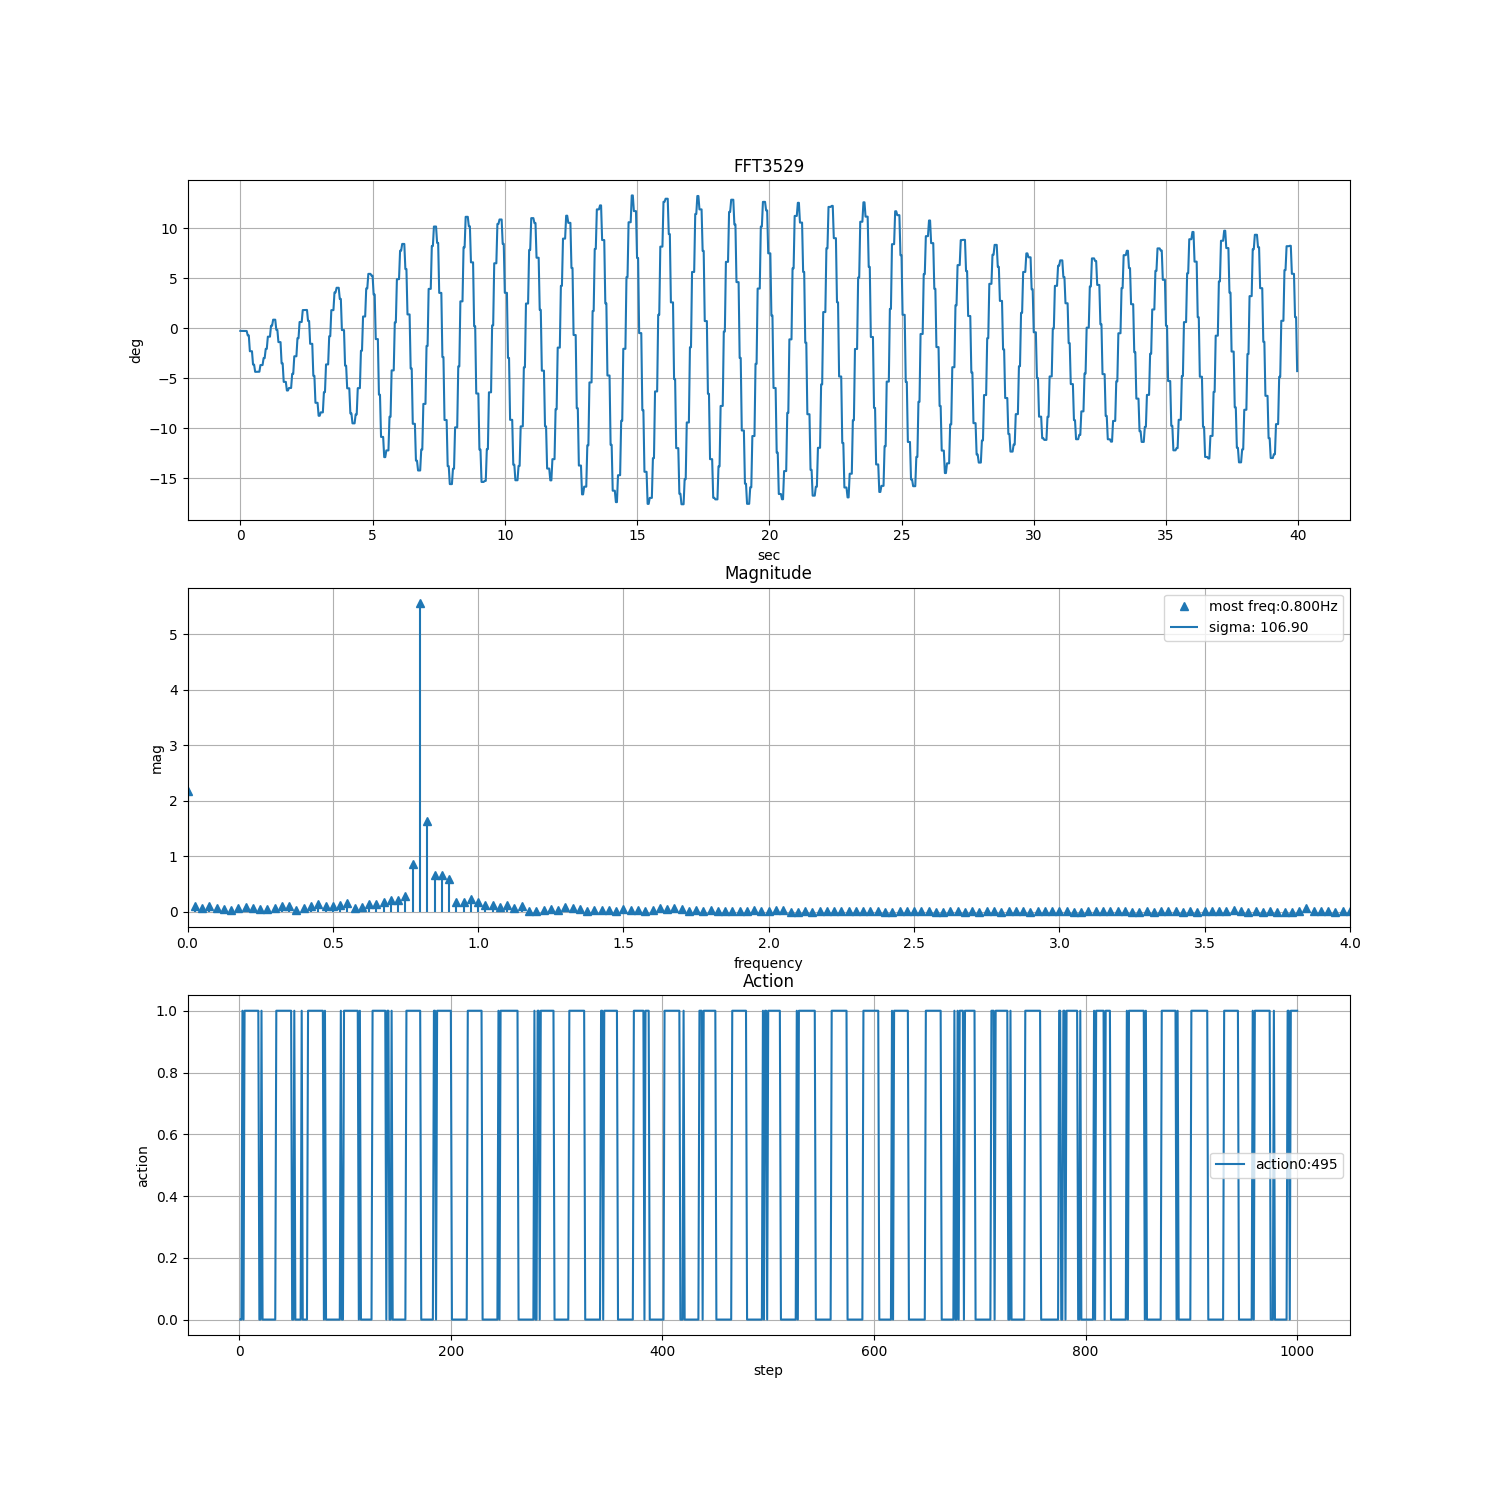 FFT3529
10
5
0
−5
−10
−15
deg
0 5 10 15 20 25 30 35 40
sec
Magnitude
most freq:0.800Hz
sigma: 106.90
5
4
3
2
1
0
mag
0.0 0.5 1.0 1.5 2.0 2.5 3.0 3.5 4.0
frequency
Action
1.0
0.8
0.6
0.4
0.2
0.0
action
action0:495
0 200 400 600 800 1000
step